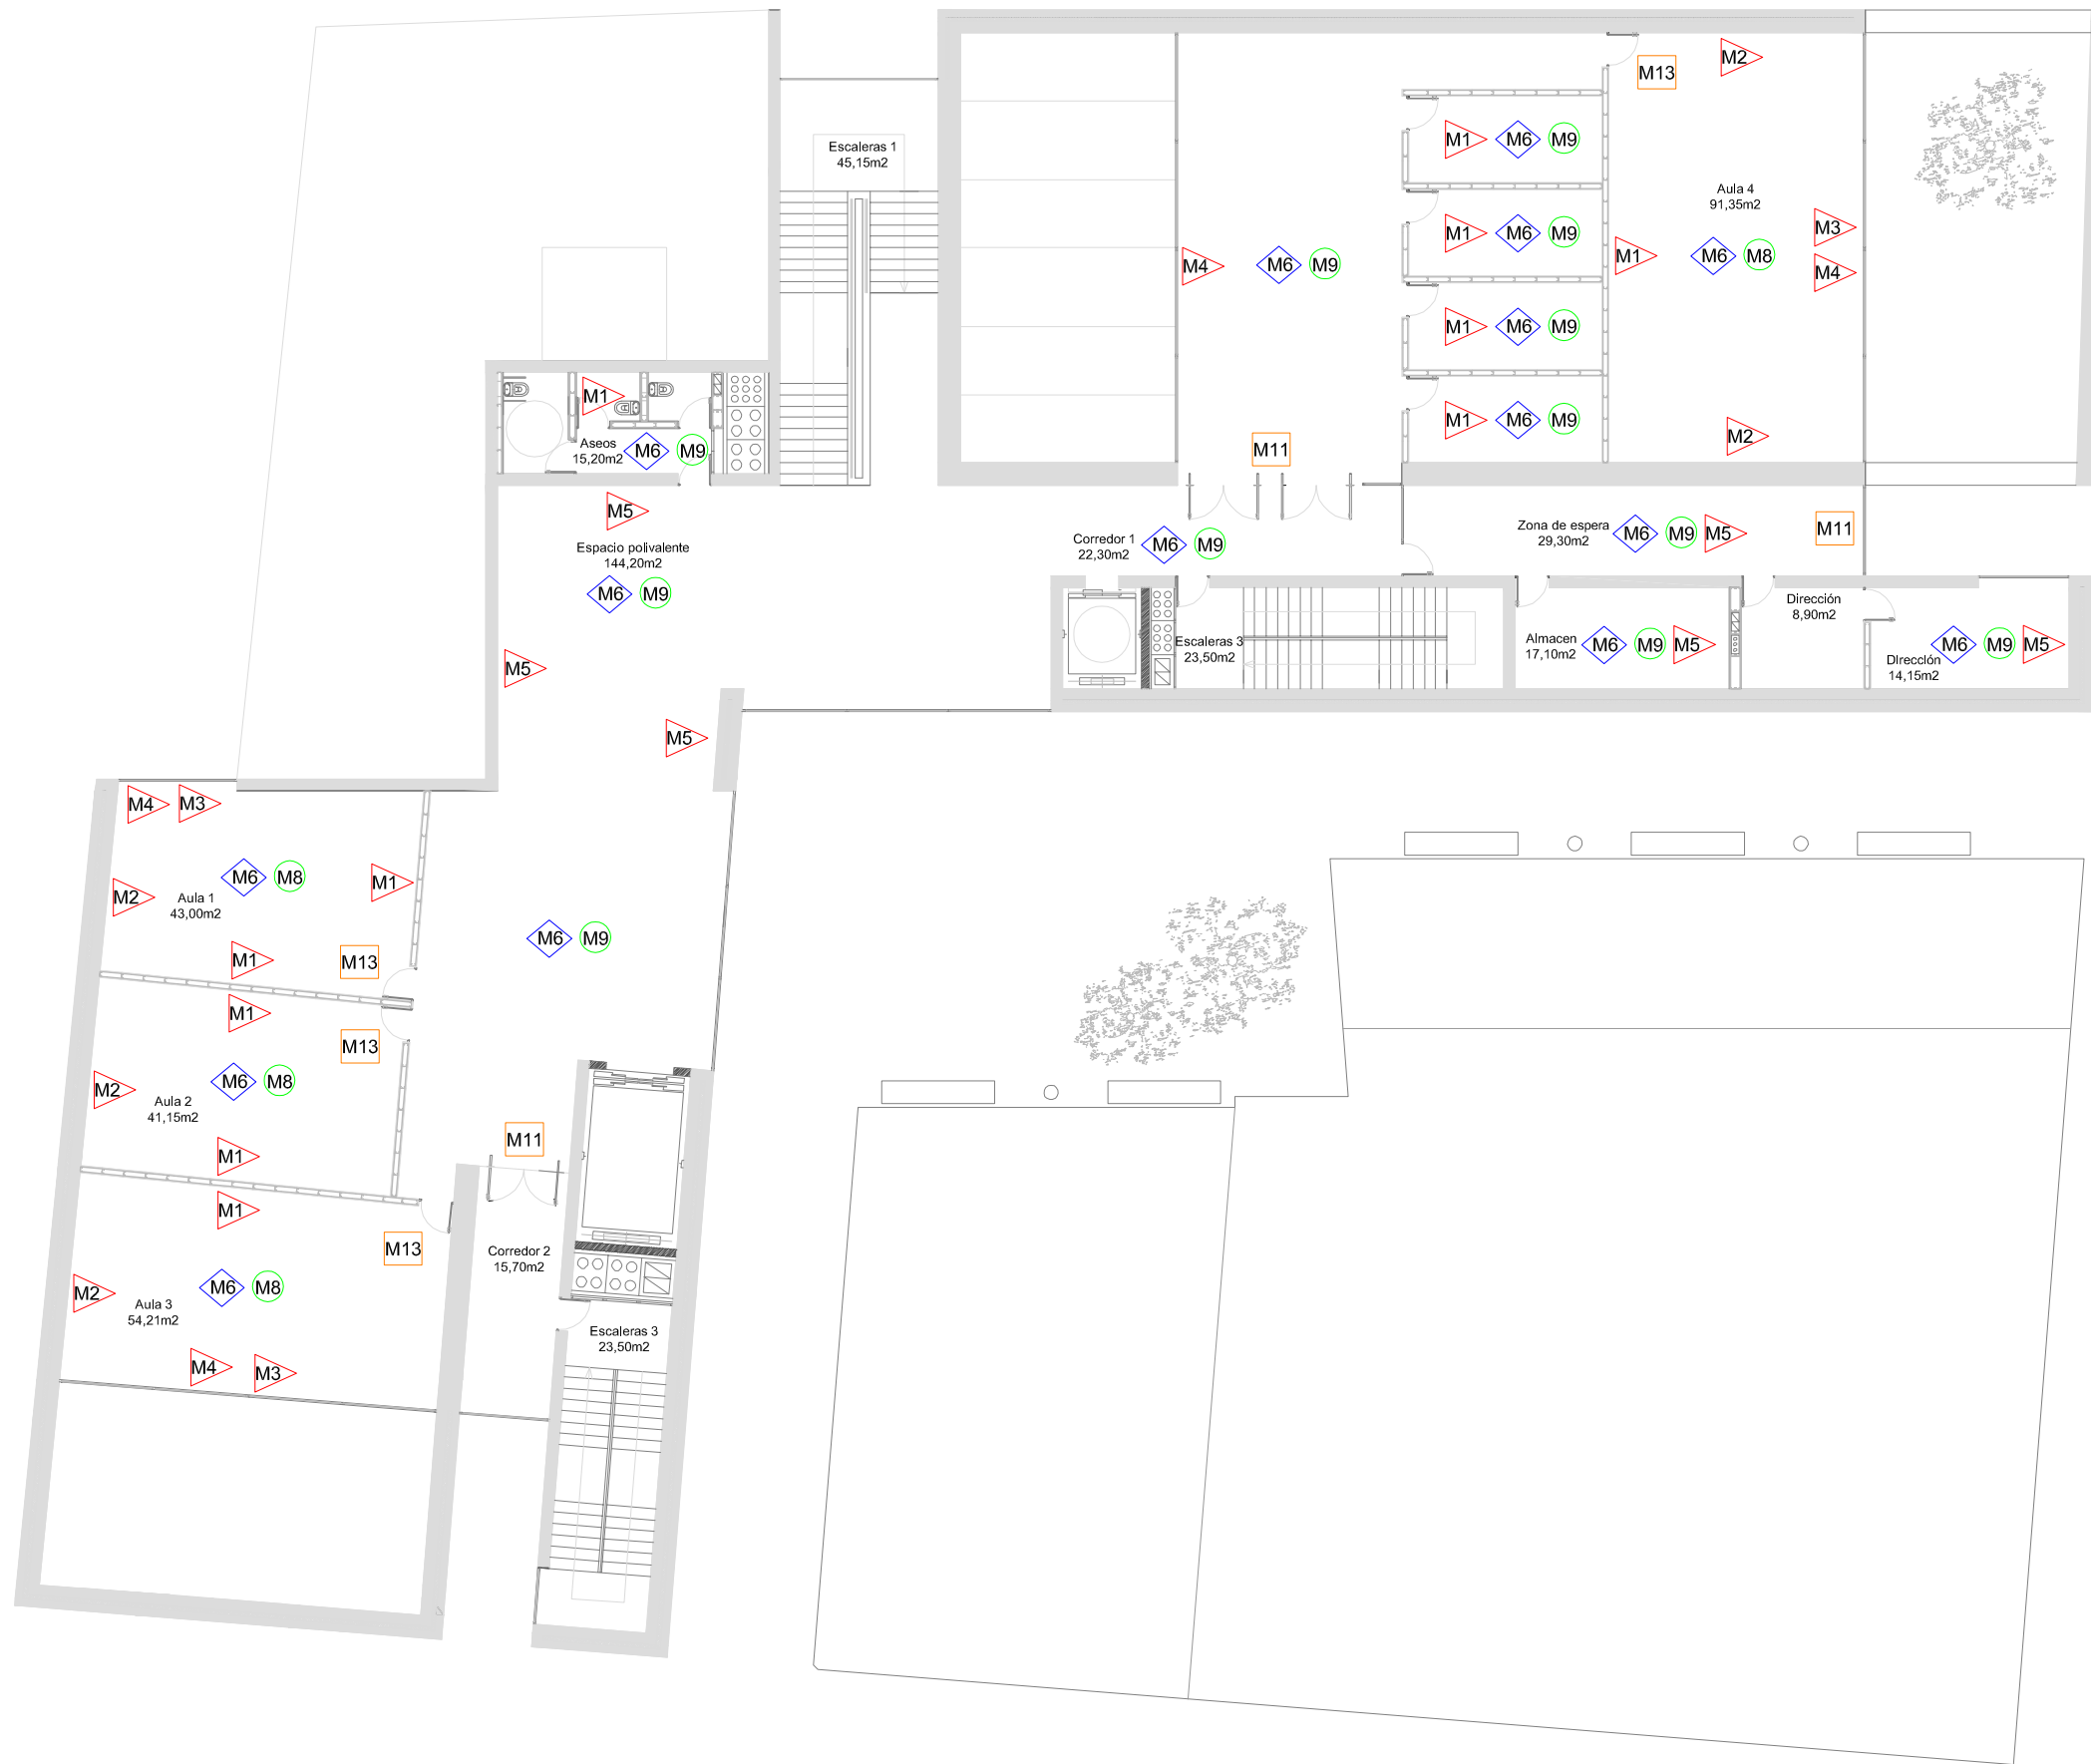 M2
M13
Escaleras 1
45,15m2
M1 M6 M9
Aula 4
91,35m2
M1 M6 M9
M3
M4 M6 M9
M1 M6 M8
M4
M1 M6 M9
M1
M1 M6 M9
M2
Aseos
15,20m2
M6 M9
M11
M5
Espacio polivalente
144,20m2
M6 M9
Corredor 1
22,30m2
M6 M9
Zona de espera
29,30m2
M6 M9 M5
M11
Dirección
8,90m2
Escaleras 3
23,50m2
Almacen
17,10m2
M6 M9 M5
DIrección
14,15m2
M6 M9 M5
M5
M5
M4 M3
M6 M8
M1
M2
Aula 1
43,00m2
M6 M9
M1
M13
M1
M13
M6 M8
M2
Aula 2
41,15m2
M11
M1
M1
M13
Corredor 2
15,70m2
M6 M8
M2
Aula 3
54,21m2
Escaleras 3
23,50m2
M4 M3